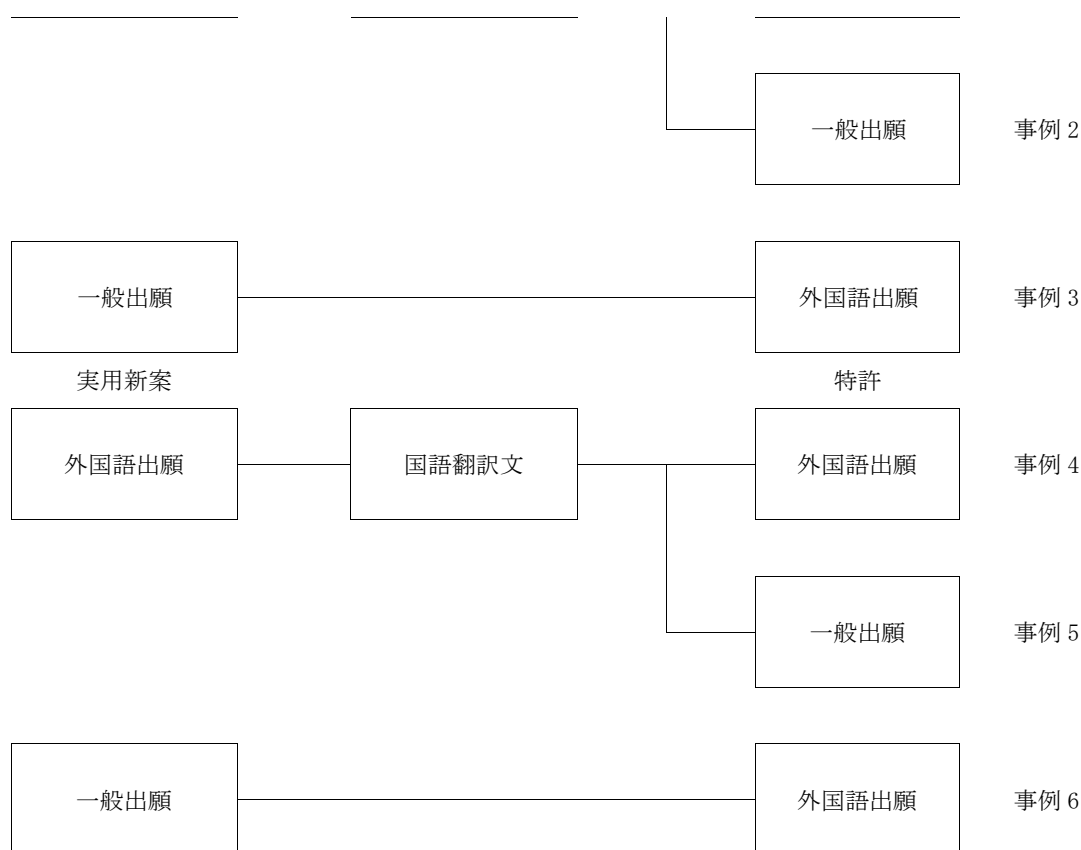 一般出願 事例 2
一般出願 外国語出願 事例 3
実用新案 特許
外国語出願 国語翻訳文 外国語出願 事例 4
一般出願 事例 5
一般出願 外国語出願 事例 6